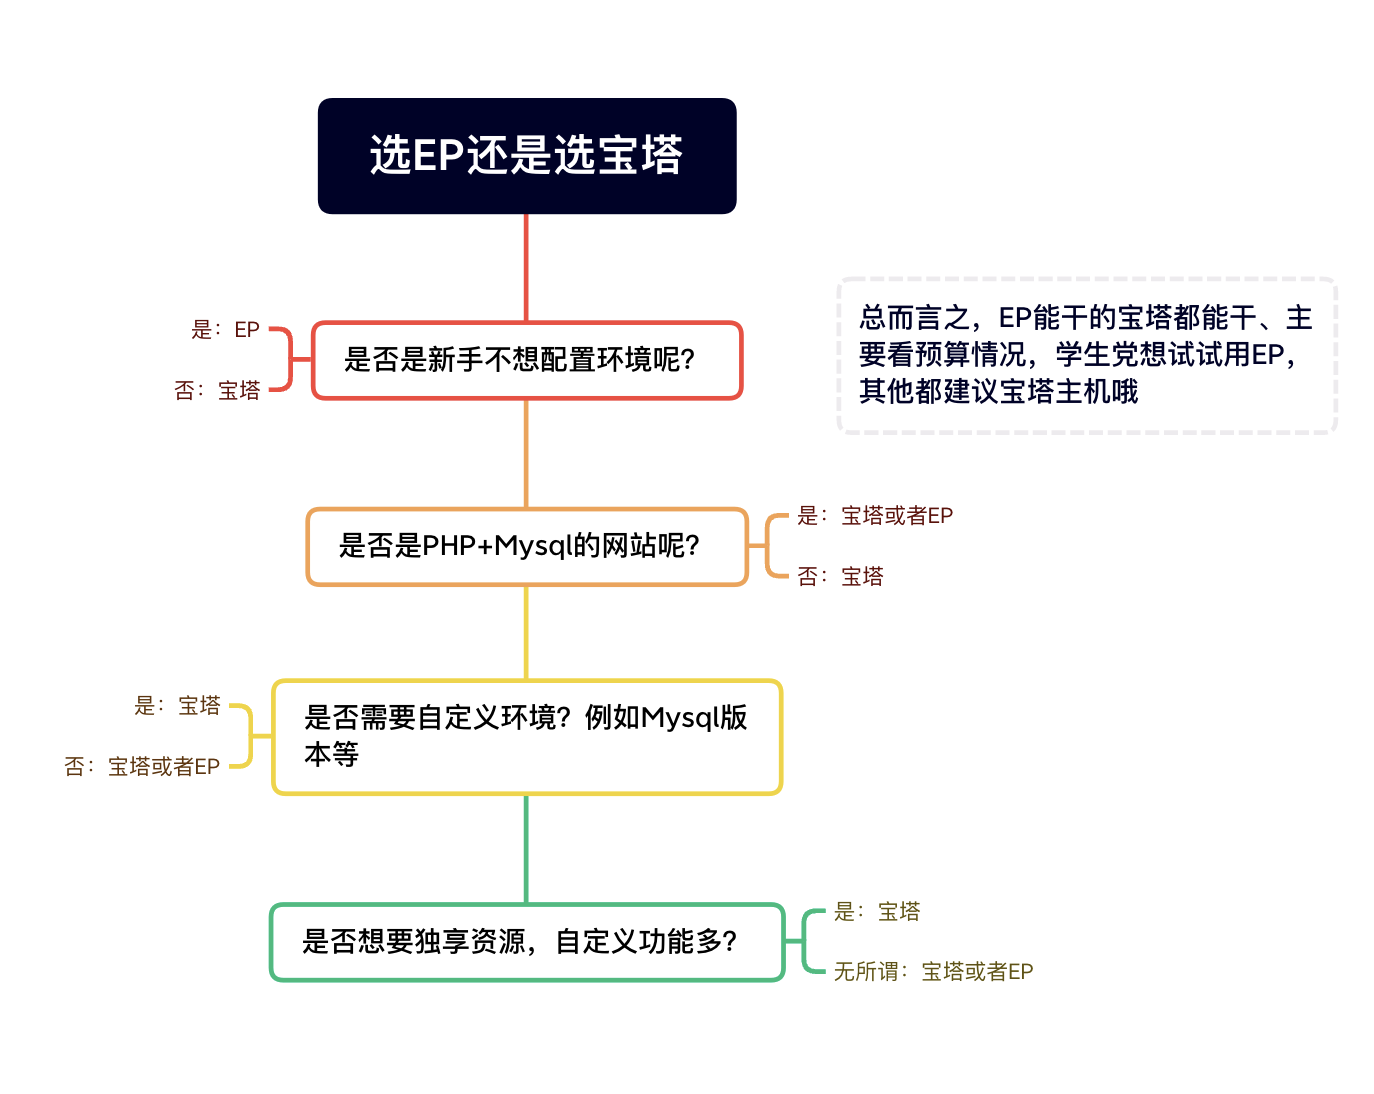 选EP还是选宝塔
总而言之，EP能干的宝塔都能干、主
要看预算情况，学生党想试试用EP，
其他都建议宝塔主机哦
是：EP
是否是新手不想配置环境呢？
否：宝塔
是：宝塔或者EP
是否是PHP+Mysql的网站呢？
否：宝塔
是：宝塔
是否需要自定义环境？例如Mysql版
本等
否：宝塔或者EP
是：宝塔
是否想要独享资源，自定义功能多？
无所谓：宝塔或者EP